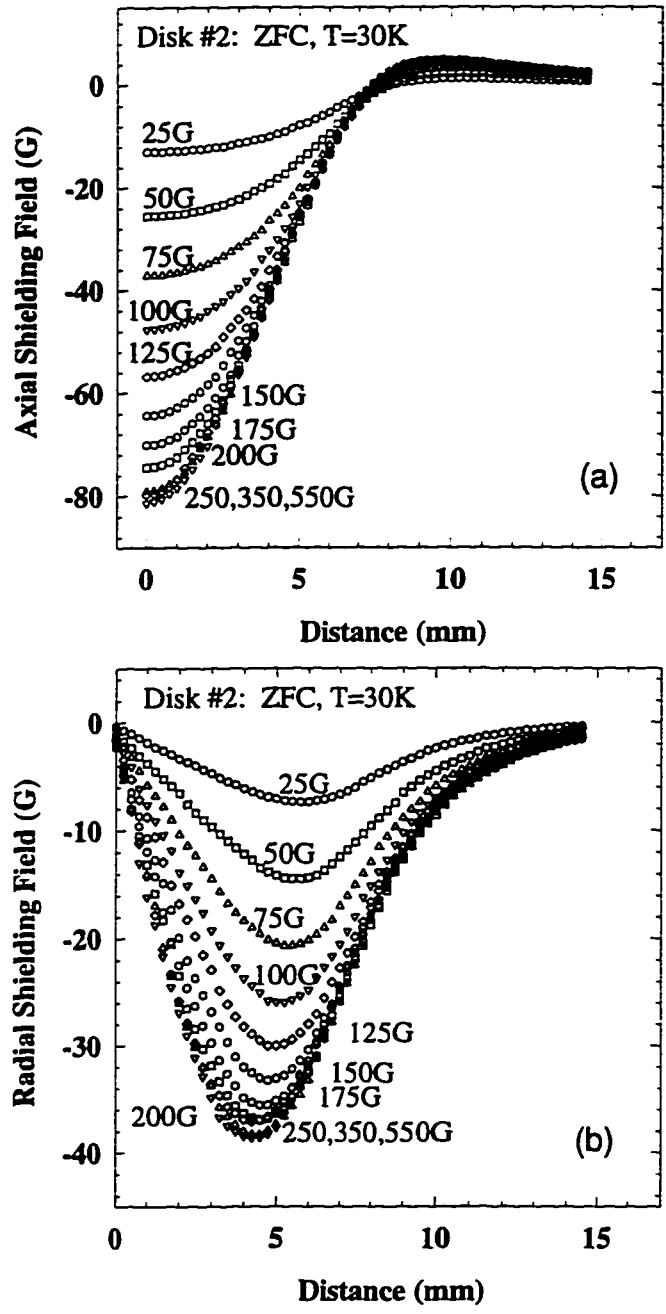 Disk #2: ZFC, T=30K
0
-20
-40
-60
-80
Axial Shielding Field (G)
25G
50G
75G
100G
125G
150G
175G
200G
250,350,550G
(a)
0
5
10
15
Distance (mm)
Disk #2: ZFC, T=30K
0
-10
-20
-30
-40
Radial Shielding Field (G)
25G
50G
75G
100G
125G
150G
175G
200G
250,350,550G
(b)
0
5
10
15
Distance (mm)